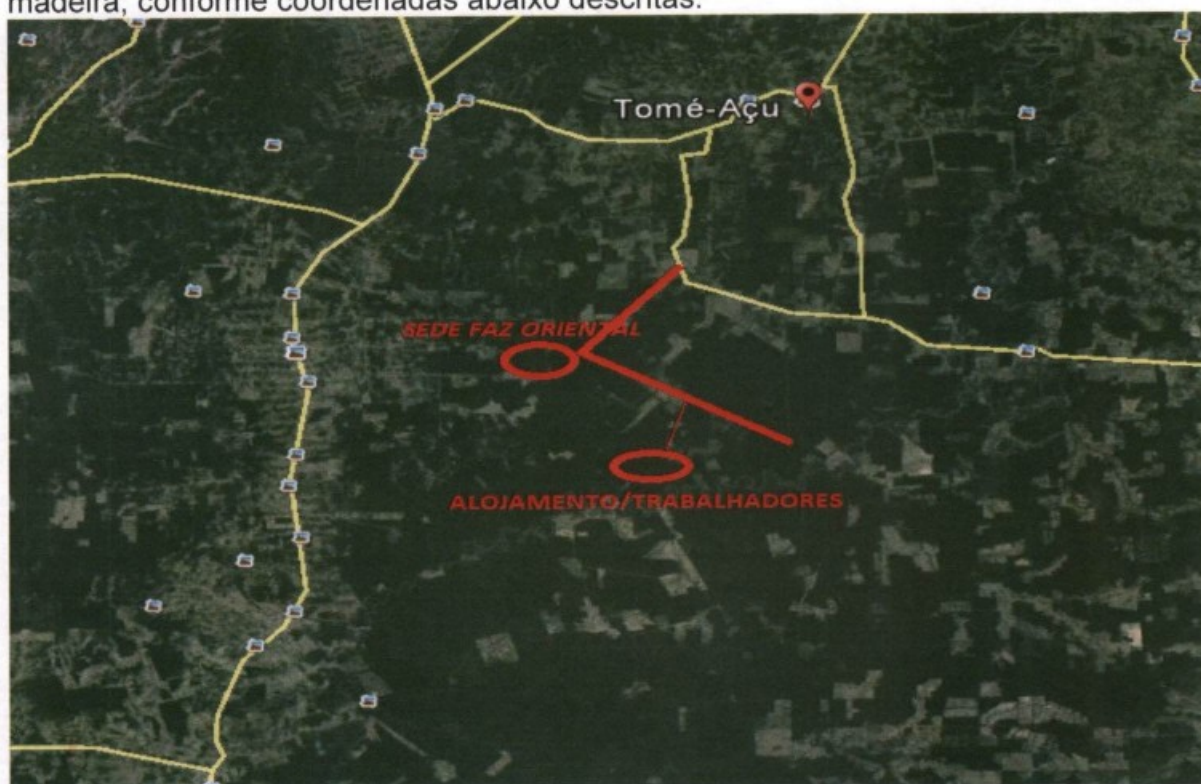 madeira, conforme coordenadas abaixo descritas:
Tomé-Açu
SEDE FAZ ORIENTAL
ALOJAMENTO/TRABALHADORES